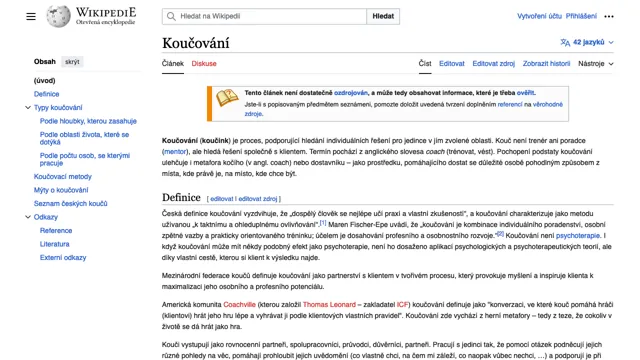 WIKIPEDIE
Otevřená encyklopedie
Hledat na Wikipedii
Hledat
Vytvoření účtu Přihlášení
Obsah skrýt
(úvod)
Definice
Typy koučování
Podle hloubky, kterou zasahuje
Podle oblasti života, které se
dotýká
Podle počtu osob, se kterými
pracuje
Koučovací metody
Mýty o koučování
Seznam českých koučů
Odkazy
Reference
Literatura
Externí odkazy
Koučování
42 jazyků
Článek Diskuse
Číst Editovat Editovat zdroj Zobrazit historii Nástroje
Tento článek není dostatečně ozdrojován, a může tedy obsahovat informace, které je třeba ověřit.
Jste-li s popisovaným předmětem seznámeni, pomozte doložit uvedená tvrzení doplněním referencí na věrohodné
zdroje.
Koučování (koučink) je proces, podporující hledání individuálních řešení pro jedince v jím zvolené oblasti. Kouč není trenér ani poradce
(mentor), ale hledá řešení společně s klientem. Termín pochází z anglického slovesa coach (trénovat, vést). Pochopení podstaty koučování
ulehčuje i metafora kočího (v angl. coach) nebo dostavníku – jako prostředku, pomáhajícího dostat se důležité osobě pohodlným způsobem z
místa, kde právě je, na místo, kde chce být.
Definice [ editovat | editovat zdroj ]
Česká definice koučování vyzdvihuje, že „dospělý člověk se nejlépe učí praxí a vlastní zkušeností", a koučování charakterizuje jako metodu
užívanou „k taktnímu a ohleduplnému ovlivňování".[1] Maren Fischer-Epe uvádí, že „koučování je kombinace individuálního poradenství, osobní
zpětné vazby a prakticky orientovaného tréninku; účelem je dosahování profesního a osobnostního rozvoje."[2] Koučování není psychoterapie. I
když koučování může mít někdy podobný efekt jako psychoterapie, není ho dosaženo aplikací psychologických a psychoterapeutických teorií, ale
díky vlastní cestě, kterou si klient k výsledku najde.
Mezinárodní federace koučů definuje koučování jako partnerství s klientem v tvořivém procesu, který provokuje myšlení a inspiruje klienta k
maximalizaci jeho osobního a profesního potenciálu.
Americká komunita Coachville (kterou založil Thomas Leonard – zakladatel ICF) koučování definuje jako "konverzaci, ve které kouč pomáhá hráči
(klientovi) hrát jeho hru lépe a vyhrávat ji podle klientových vlastních pravidel". Koučování zde vychází z herní metafory – tedy z teze, že cokoliv v
životě se dá hrát jako hra.
Kouči vystupují jako rovnocenní partneři, spolupracovníci, průvodci, důvěrníci, partneři. Pracují s jedinci tak, že pomocí otázek podněcují jejich
různé pohledy na věc, pomáhají prohloubit jejich uvědomění (co vlastně chci, na čem mi záleží, co naopak vůbec nechci, …) a podporují je při